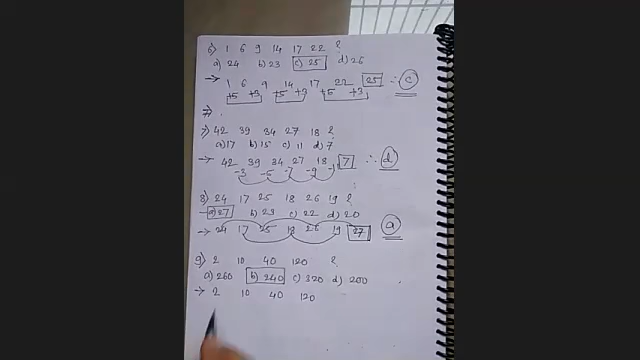 6) 1 6 9 14 17 22 ?
a) 24 b) 23 c) 25 d) 26
→ 1 6 9 14 17 22 25 ∴ c
+5 +3 +5 +3 +5 +3
7)
7) 42 39 34 27 18 ?
a) 17 b) 15 c) 11 d) 7
→ 42 39 34 27 18 7 ∴ d
-3 -5 -7 -9 -11
8) 24 17 25 18 26 19 ?
a) 27 b) 23 c) 22 d) 20
→ 24 17 25 18 26 19 27 a
9) 2 10 40 120 ?
a) 260 b) 240 c) 320 d) 200
→ 2 10 40 120